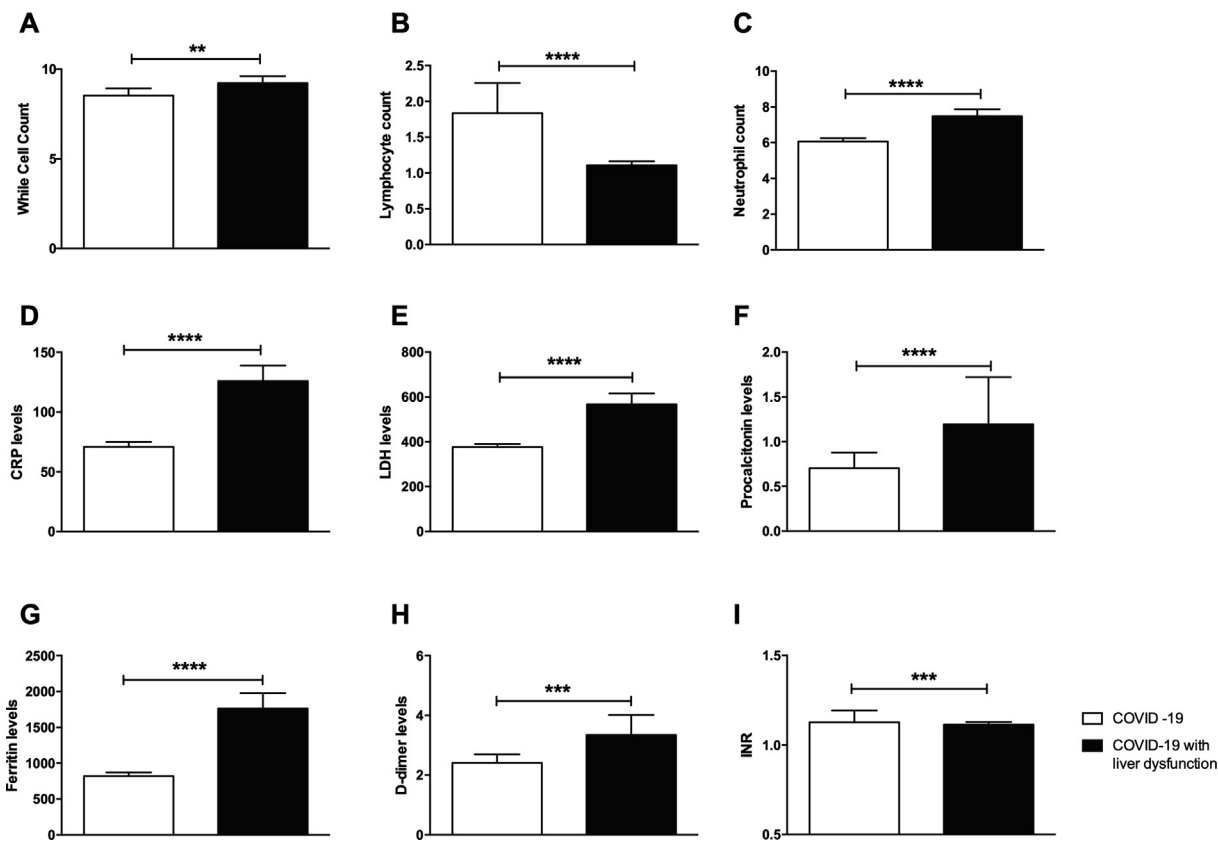 A
B
C
**
****
****
10
5
0
While Cell Count
2.5
2.0
1.5
1.0
0.5
0.0
Lymphocyte count
10
8
6
4
2
0
Neutrophil count
D
E
F
****
****
****
150
100
50
0
CRP levels
800
600
400
200
0
LDH levels
2.0
1.5
1.0
0.5
0.0
Procalcitonin levels
G
H
I
****
***
***
2500
2000
1500
1000
500
0
Ferritin levels
6
4
2
0
D-dimer levels
1.5
1.0
0.5
INR
COVID -19
COVID-19 with
liver dysfunction